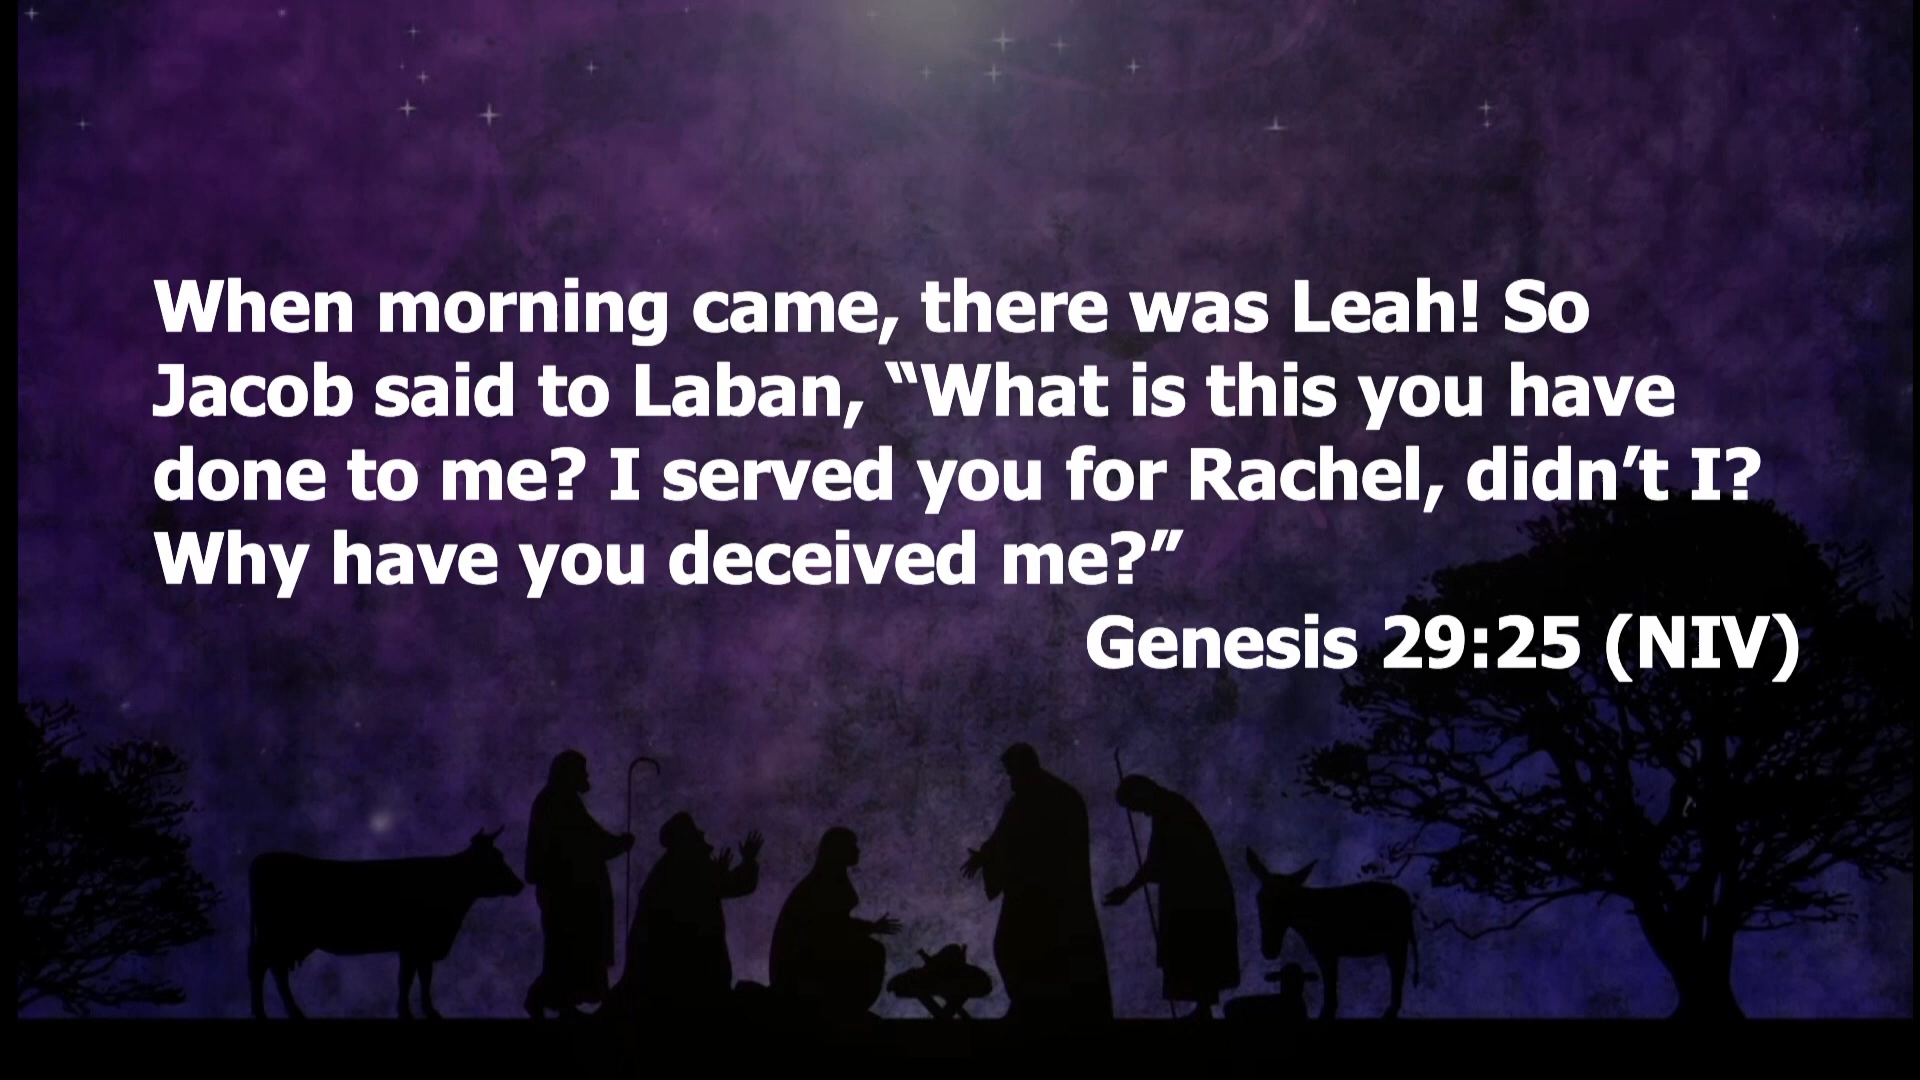 When morning came, there was Leah! So
Jacob said to Laban, “What is this you have
done to me? I served you for Rachel, didn’t I?
Why have you deceived me?”
Genesis 29:25 (NIV)